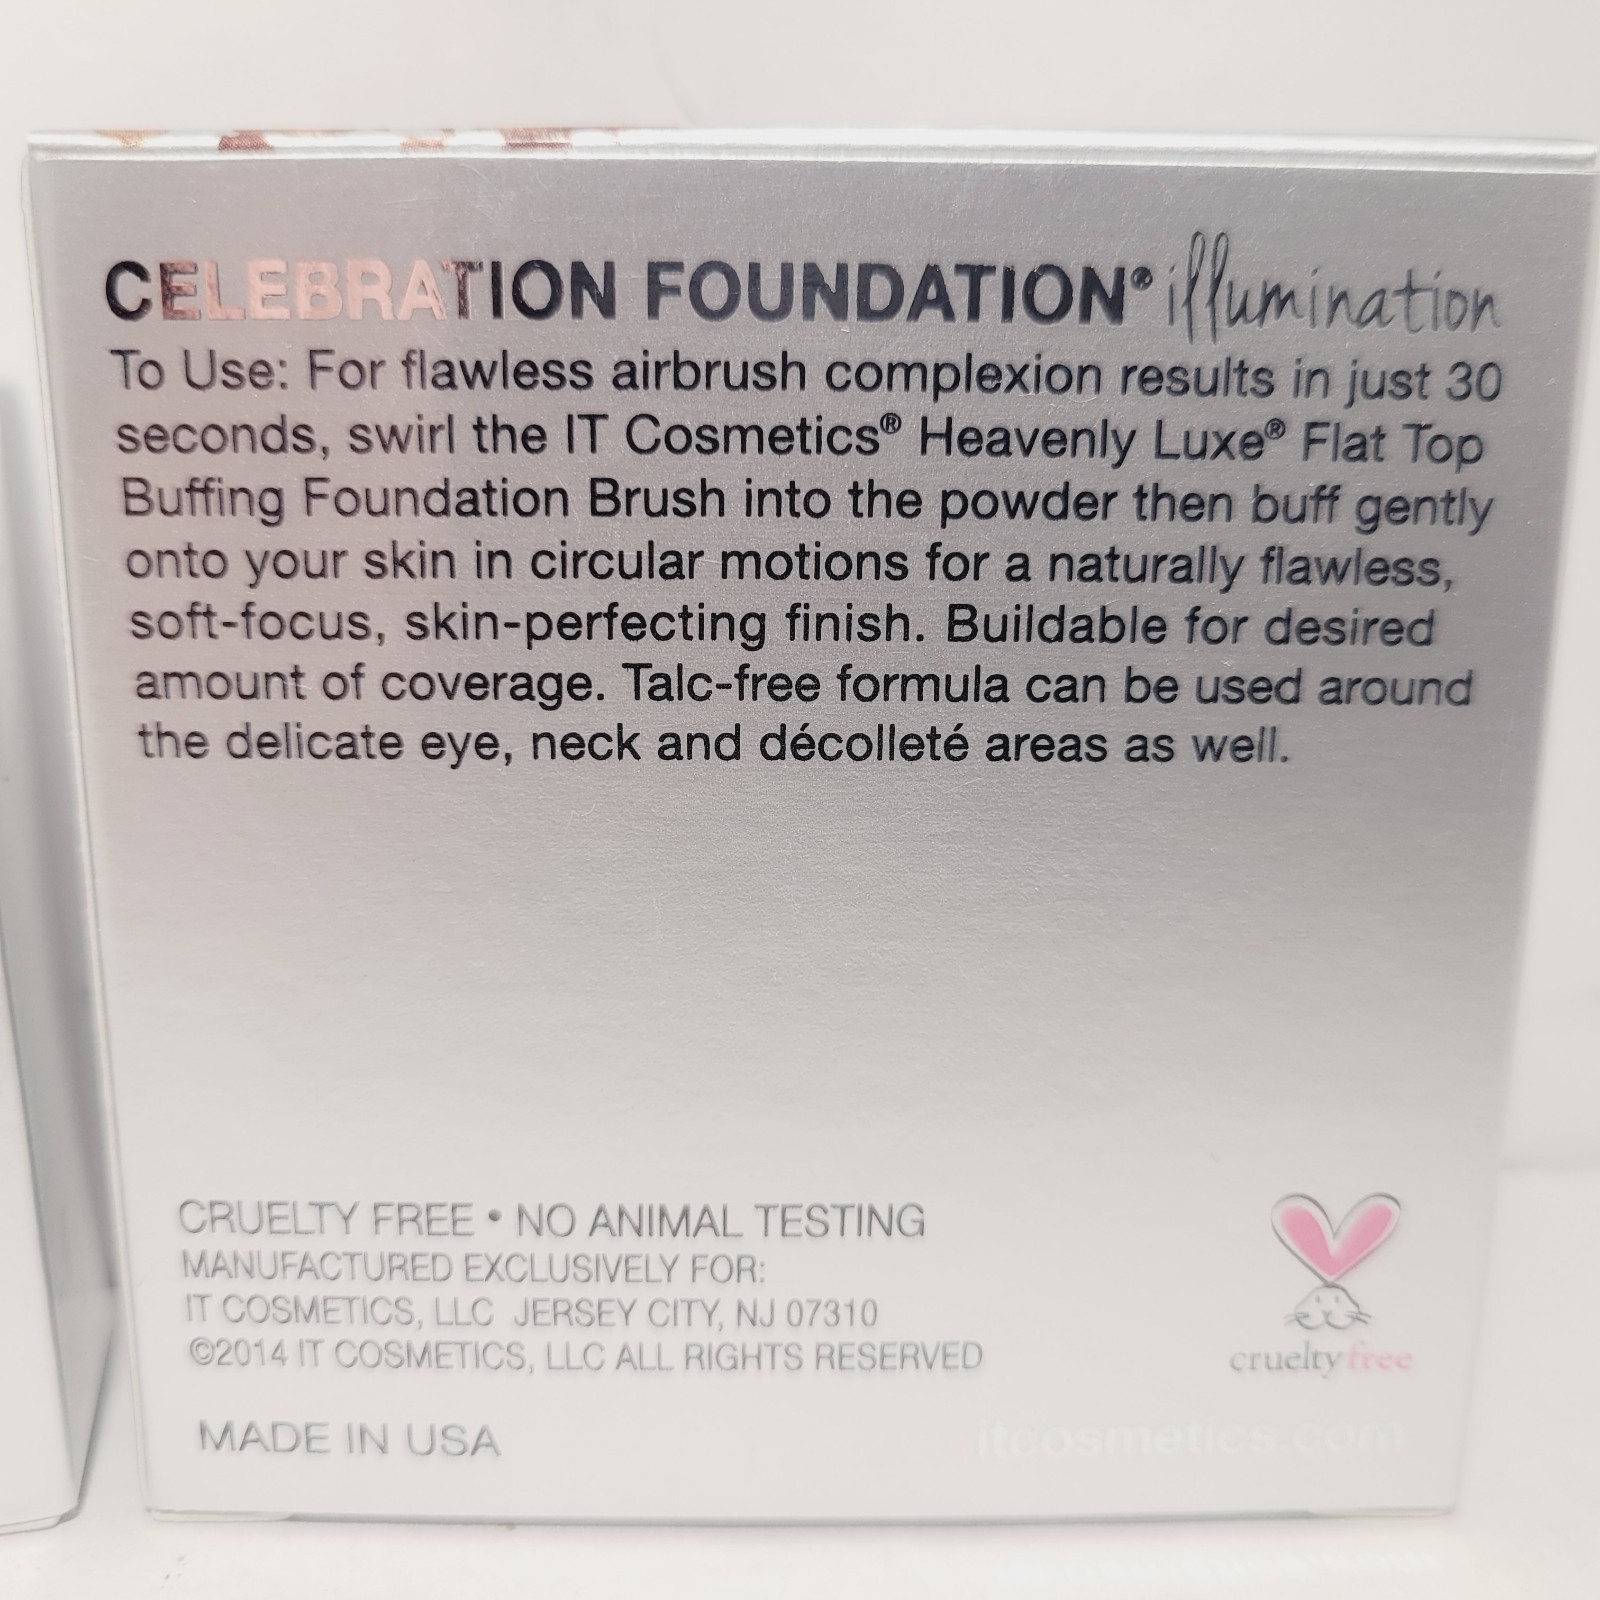 CELEBRATION FOUNDATION® illumination
To Use: For flawless airbrush complexion results in just 30
seconds, swirl the IT Cosmetics® Heavenly Luxe® Flat Top
Buffing Foundation Brush into the powder then buff gently
onto your skin in circular motions for a naturally flawless,
soft-focus, skin-perfecting finish. Buildable for desired
amount of coverage. Talc-free formula can be used around
the delicate eye, neck and décolleté areas as well.
CRUELTY FREE • NO ANIMAL TESTING
MANUFACTURED EXCLUSIVELY FOR:
IT COSMETICS, LLC JERSEY CITY, NJ 07310
©2014 IT COSMETICS, LLC ALL RIGHTS RESERVED
cruelty free
MADE IN USA
itcosmetics.com